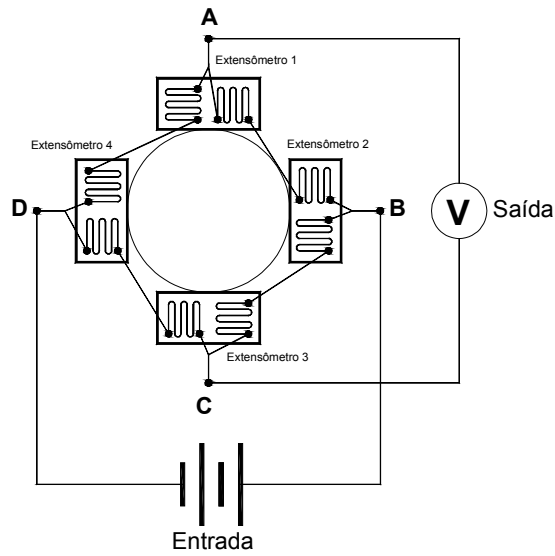 A
Extensômetro 1
Extensômetro 4
Extensômetro 2
D
B
V
Saída
Extensômetro 3
C
Entrada